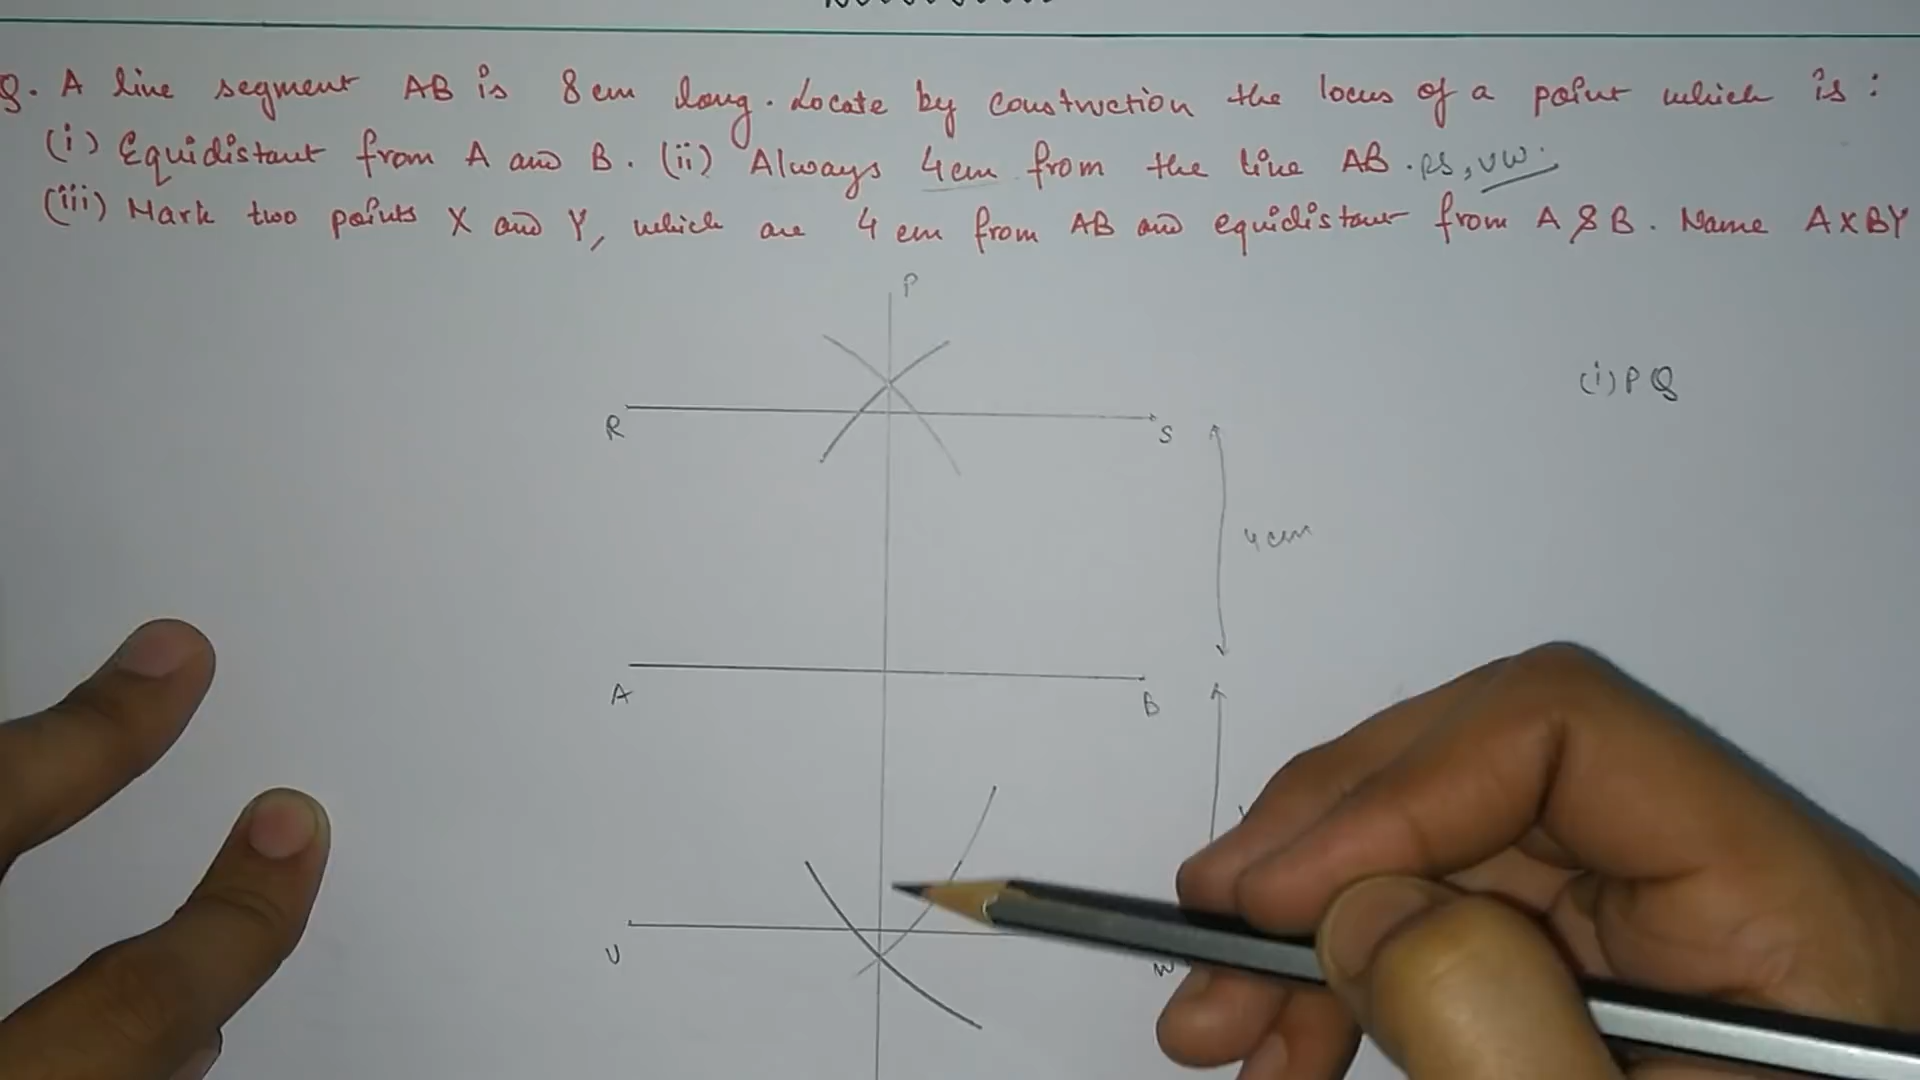 Q. A line segment AB is 8 cm long. Locate by construction the locus of a point which is :
(i) Equidistant from A and B. (ii) Always 4 cm from the line AB. RS, UW.
(iii) Mark two points X and Y, which are 4 cm from AB and equidistant from A & B. Name AXBY
P
(i) PQ
R
S
4 cm
A
B
U
W